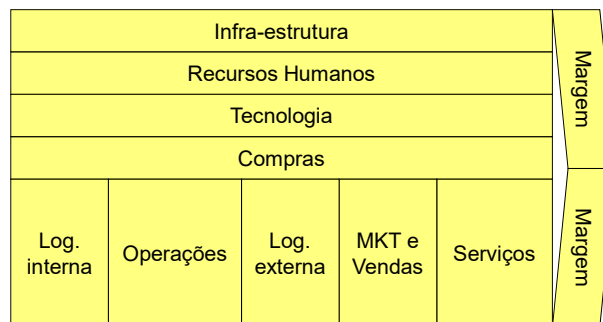 Infra-estrutura
Recursos Humanos
Tecnologia
Compras
Margem
Log.
interna
Operações
Log.
externa
MKT e
Vendas
Serviços
Margem